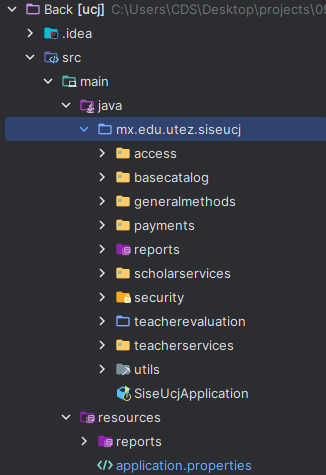 Back [ucj] C:\Users\CDS\Desktop\projects\09
.idea
src
main
java
mx.edu.utez.siseucj
access
basecatalog
generalmethods
payments
reports
scholarservices
security
teacherevaluation
teacherservices
utils
SiseUcjApplication
resources
reports
application.properties